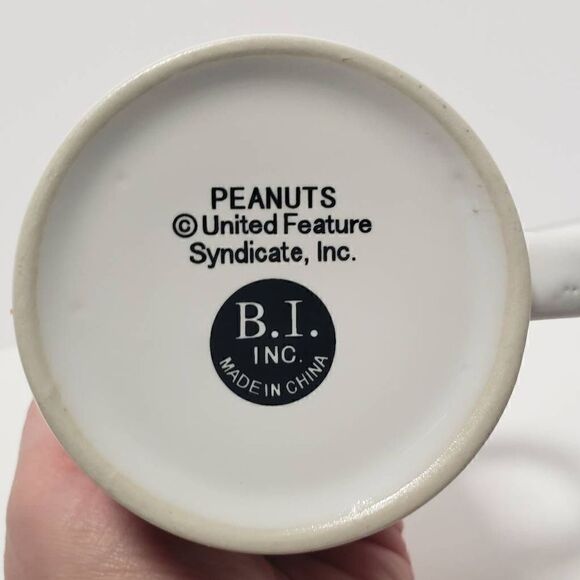 PEANUTS
© United Feature
Syndicate, Inc.
B.I.
INC.
MADE IN CHINA